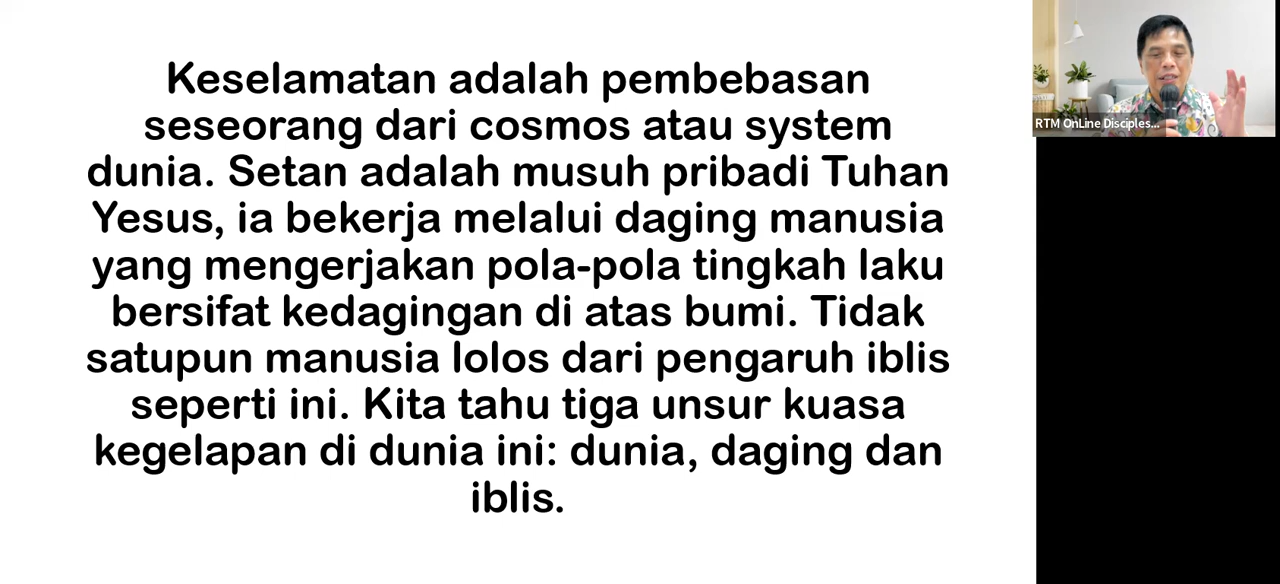 Keselamatan adalah pembebasan
seseorang dari cosmos atau system
dunia. Setan adalah musuh pribadi Tuhan
Yesus, ia bekerja melalui daging manusia
yang mengerjakan pola-pola tingkah laku
bersifat kedagingan di atas bumi. Tidak
satupun manusia lolos dari pengaruh iblis
seperti ini. Kita tahu tiga unsur kuasa
kegelapan di dunia ini: dunia, daging dan
iblis.
RTM OnLine Disciples...